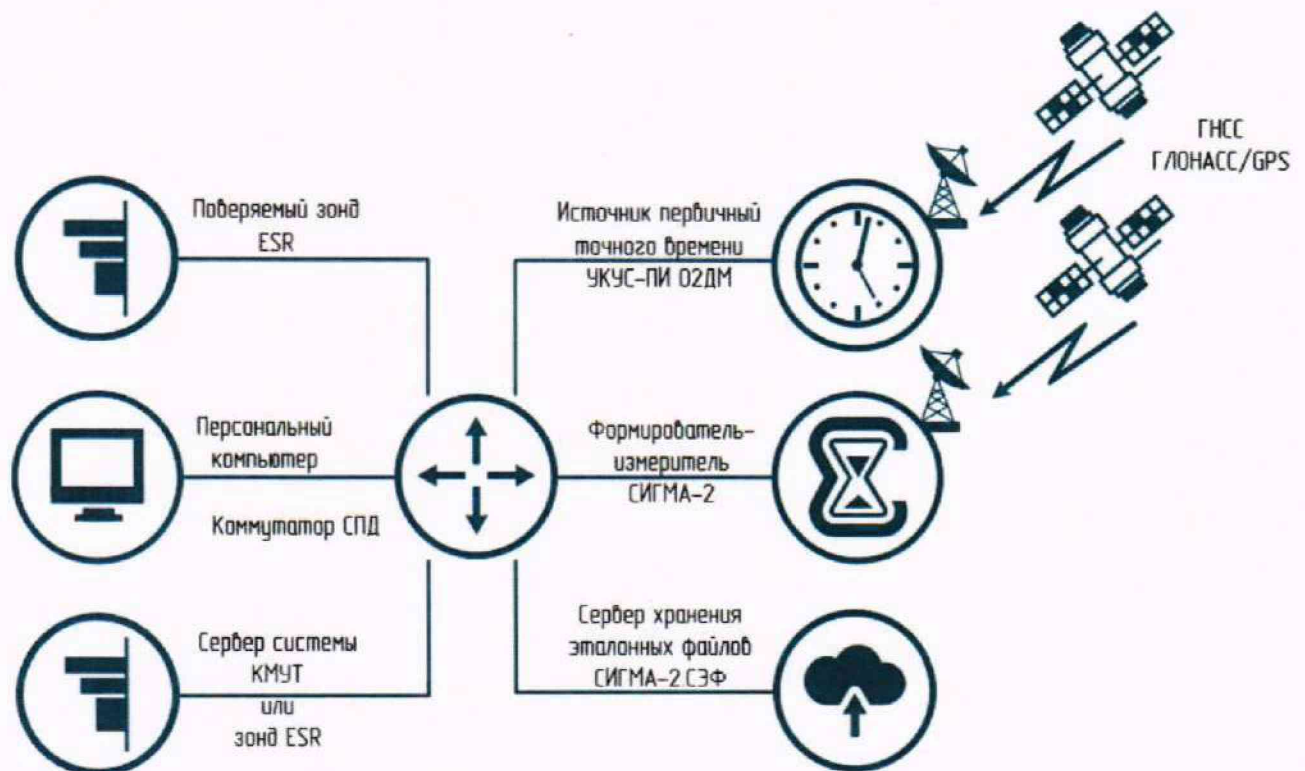 ГНСС
ГЛОНАСС/GPS
Поверяемый зонд
ESR
Источник первичный
точного времени
УКУС-ПИ 02ДМ
Персональный
компьютер
Коммутатор СПД
Формирователь-
измеритель
СИГМА-2
Сервер системы
КМУТ
или
зонд ESR
Сервер хранения
эталонных файлов
СИГМА-2.СЭФ